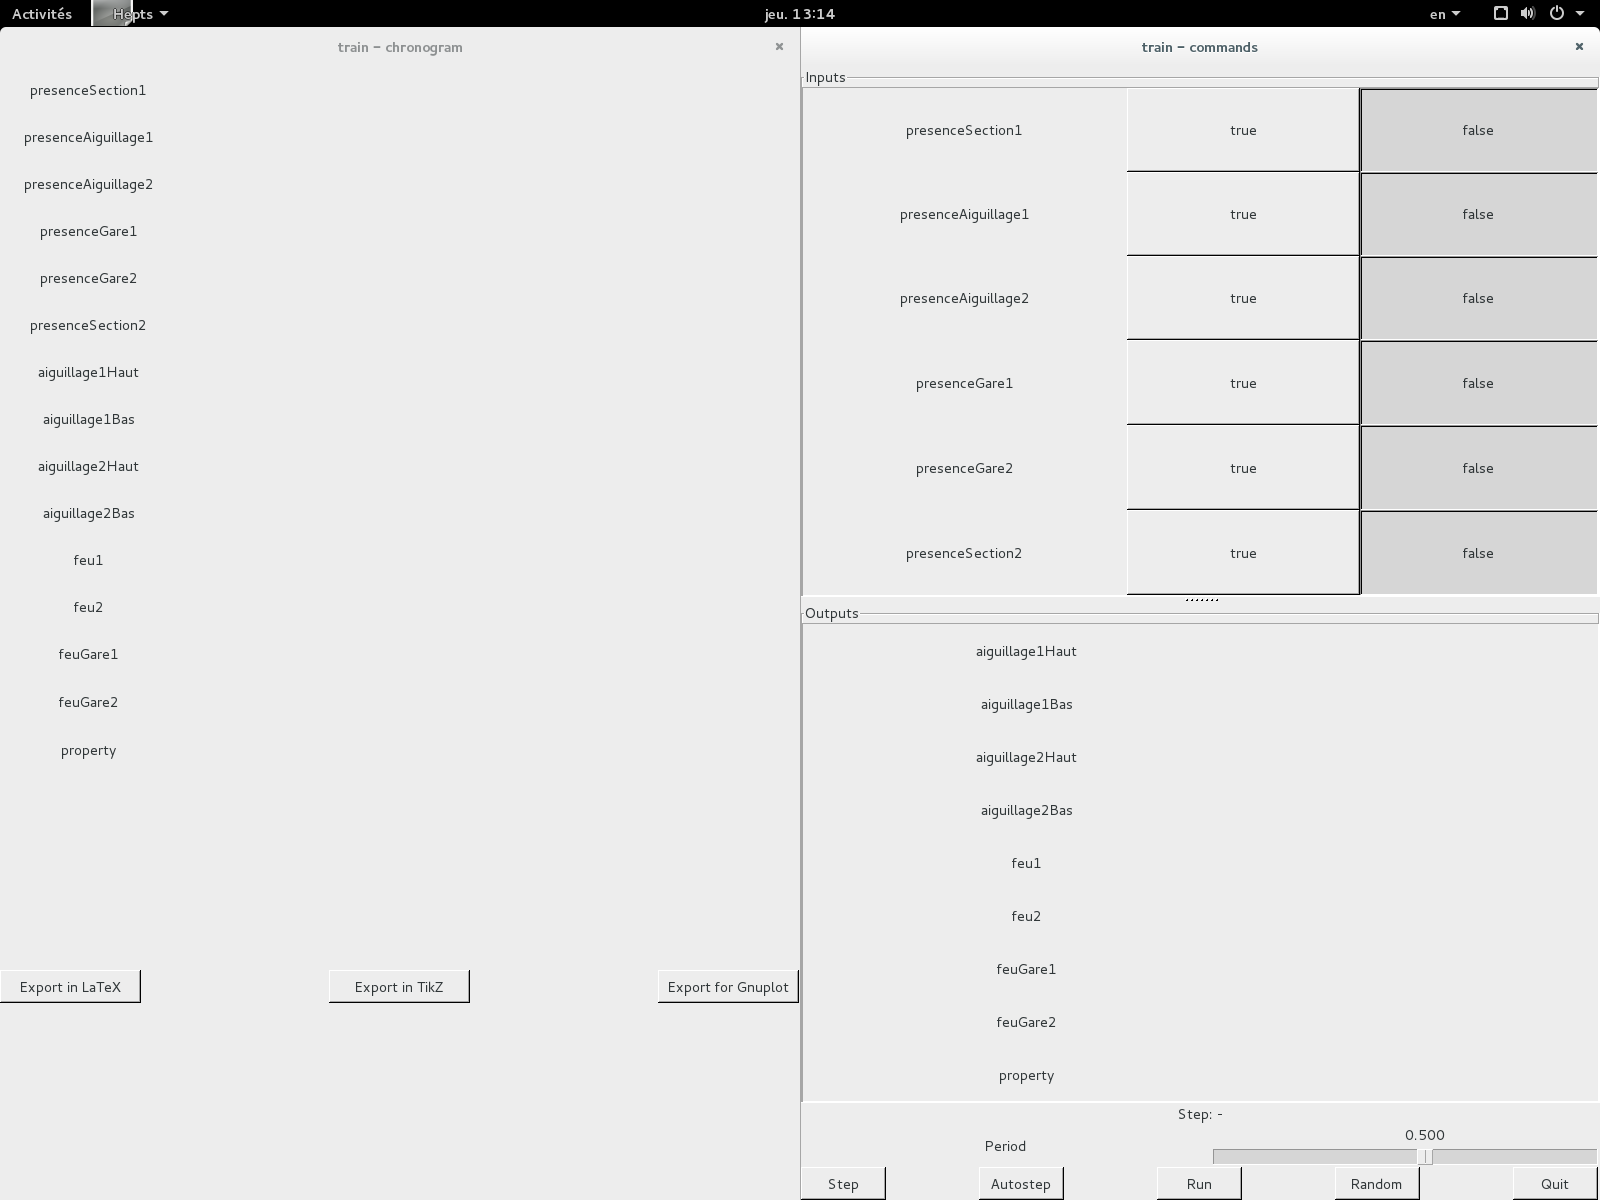 Activités Hepts jeu. 13:14 en
train - chronogram
presenceSection1
presenceAiguillage1
presenceAiguillage2
presenceGare1
presenceGare2
presenceSection2
aiguillage1Haut
aiguillage1Bas
aiguillage2Haut
aiguillage2Bas
feu1
feu2
feuGare1
feuGare2
property
Export in LaTeX Export in TikZ Export for Gnuplot
train - commands
Inputs
presenceSection1 true false
presenceAiguillage1 true false
presenceAiguillage2 true false
presenceGare1 true false
presenceGare2 true false
presenceSection2 true false
Outputs
aiguillage1Haut
aiguillage1Bas
aiguillage2Haut
aiguillage2Bas
feu1
feu2
feuGare1
feuGare2
property
Step: -
0.500
Period
Step Autostep Run Random Quit